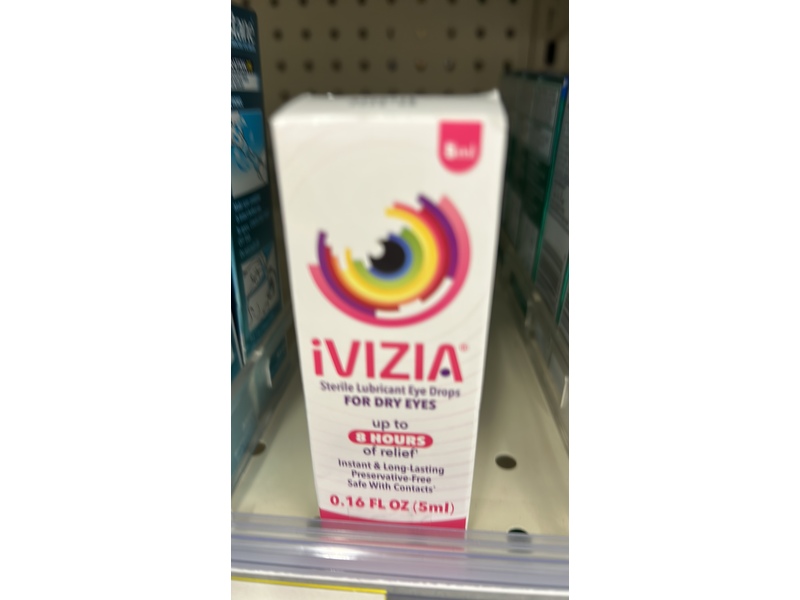 iVIZIA®
Sterile Lubricant Eye Drops
FOR DRY EYES
up to
8 HOURS
of relief
Instant & Long-Lasting
Preservative-Free
Safe With Contacts
0.16 FL OZ (5ml)